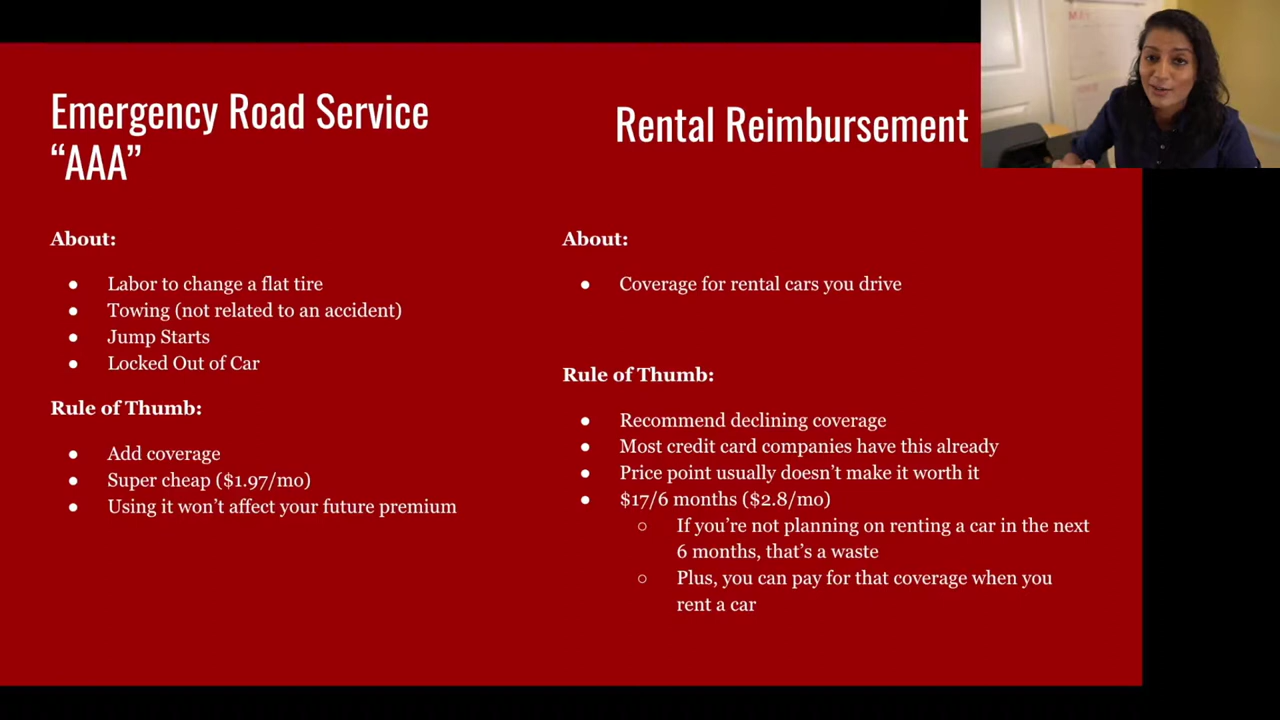 Emergency Road Service
“AAA”
About:
● Labor to change a flat tire
● Towing (not related to an accident)
● Jump Starts
● Locked Out of Car
Rule of Thumb:
● Add coverage
● Super cheap ($1.97/mo)
● Using it won’t affect your future premium
Rental Reimbursement
About:
● Coverage for rental cars you drive
Rule of Thumb:
● Recommend declining coverage
● Most credit card companies have this already
● Price point usually doesn’t make it worth it
● $17/6 months ($2.8/mo)
○ If you’re not planning on renting a car in the next
6 months, that’s a waste
○ Plus, you can pay for that coverage when you
rent a car